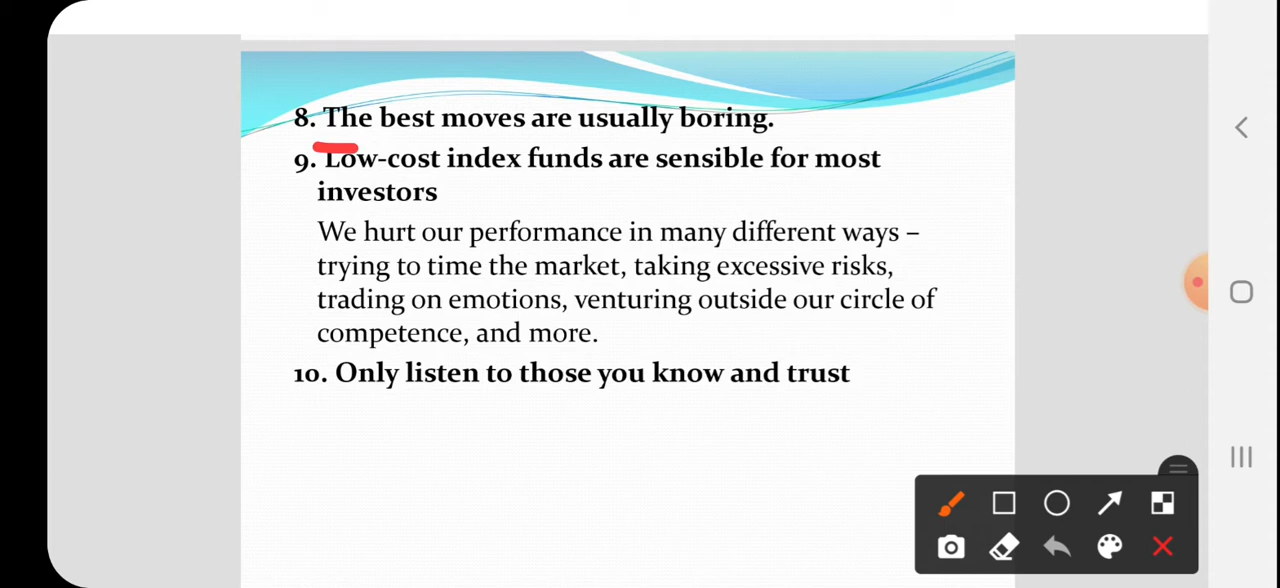 8. The best moves are usually boring.
9. Low-cost index funds are sensible for most
investors
We hurt our performance in many different ways –
trying to time the market, taking excessive risks,
trading on emotions, venturing outside our circle of
competence, and more.
10. Only listen to those you know and trust